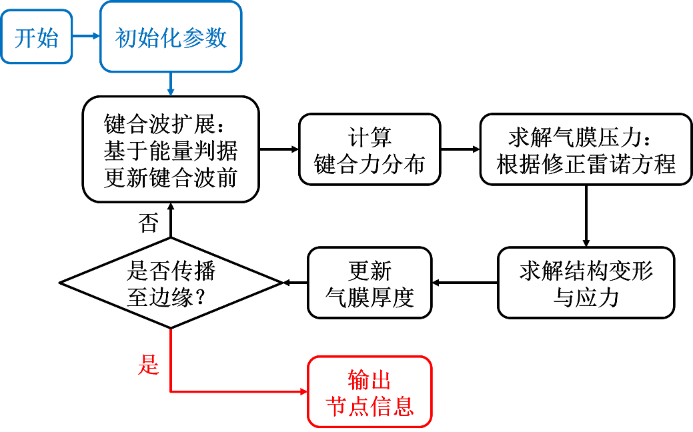 开始
初始化参数
键合波扩展：
基于能量判据
更新键合波前
计算
键合力分布
求解气膜压力：
根据修正雷诺方程
否
是否传播
至边缘？
更新
气膜厚度
求解结构变形
与应力
是
输出
节点信息